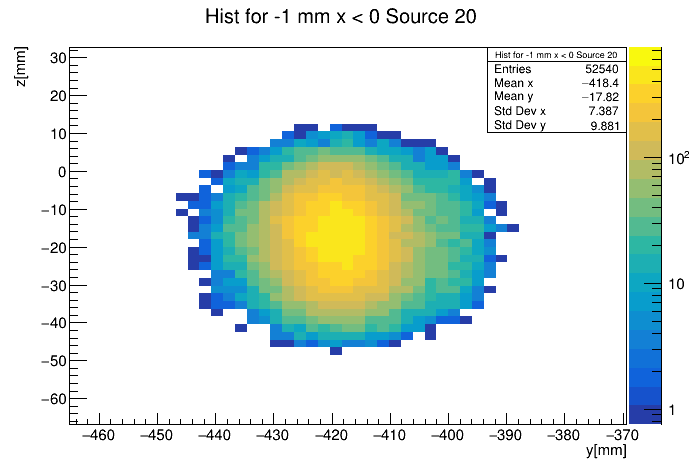 Hist for -1 mm x < 0 Source 20
z[mm]
Hist for -1 mm x < 0 Source 20
Entries 52540
Mean x −418.4
Mean y −17.82
Std Dev x 7.387
Std Dev y 9.881
30
20
10
0
−10
−20
−30
−40
−50
−60
10²
10
1
−460 −450 −440 −430 −420 −410 −400 −390 −380 −370
y[mm]